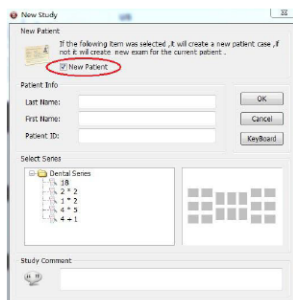 New Study
New Patient
If the following item was selected ,it will create a new patient case ,if
not it will create new exam for the current patient .
New Patient
Patient Info
Last Name:
OK
First Name:
Cancel
Patient ID:
KeyBoard
Select Series
Dental Series
18
2 * 2
1 * 2
4 * 5
4 + 1
Study Comment